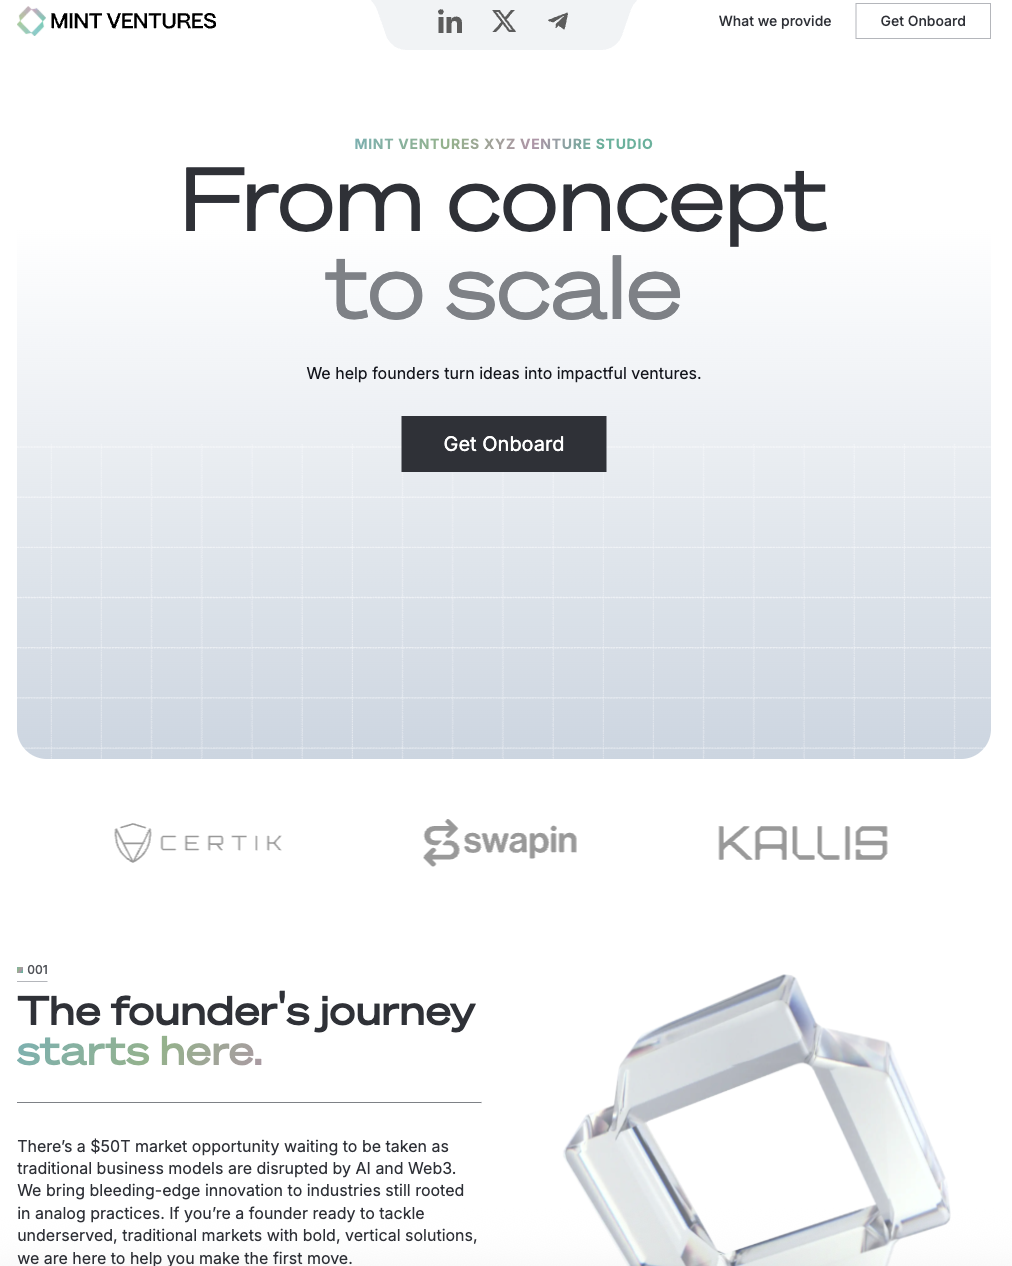 MINT VENTURES
What we provide
Get Onboard
MINT VENTURES XYZ VENTURE STUDIO
From concept
to scale
We help founders turn ideas into impactful ventures.
Get Onboard
CERTIK
swapin
KALLIS
001
The founder's journey
starts here.
There’s a $50T market opportunity waiting to be taken as
traditional business models are disrupted by AI and Web3.
We bring bleeding-edge innovation to industries still rooted
in analog practices. If you’re a founder ready to tackle
underserved, traditional markets with bold, vertical solutions,
we are here to help you make the first move.